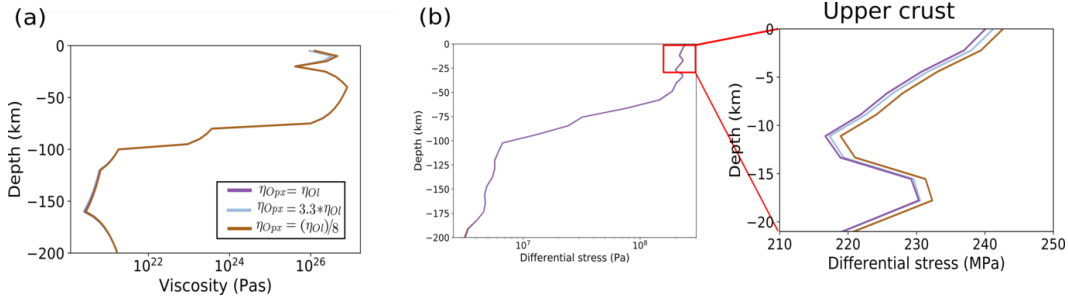 (a)
0
−50
−100
−150
−200
Depth (km)
10^22
10^24
10^26
Viscosity (Pas)
η_Opx = η_Ol
η_Opx = 3.3*η_Ol
η_Opx = (η_Ol)/8
(b)
0
−25
−50
−75
−100
−125
−150
−175
−200
Depth (km)
10^7
10^8
Differential stress (Pa)
Upper crust
0
−5
−10
−15
−20
Depth (km)
210
220
230
240
250
Differential stress (MPa)